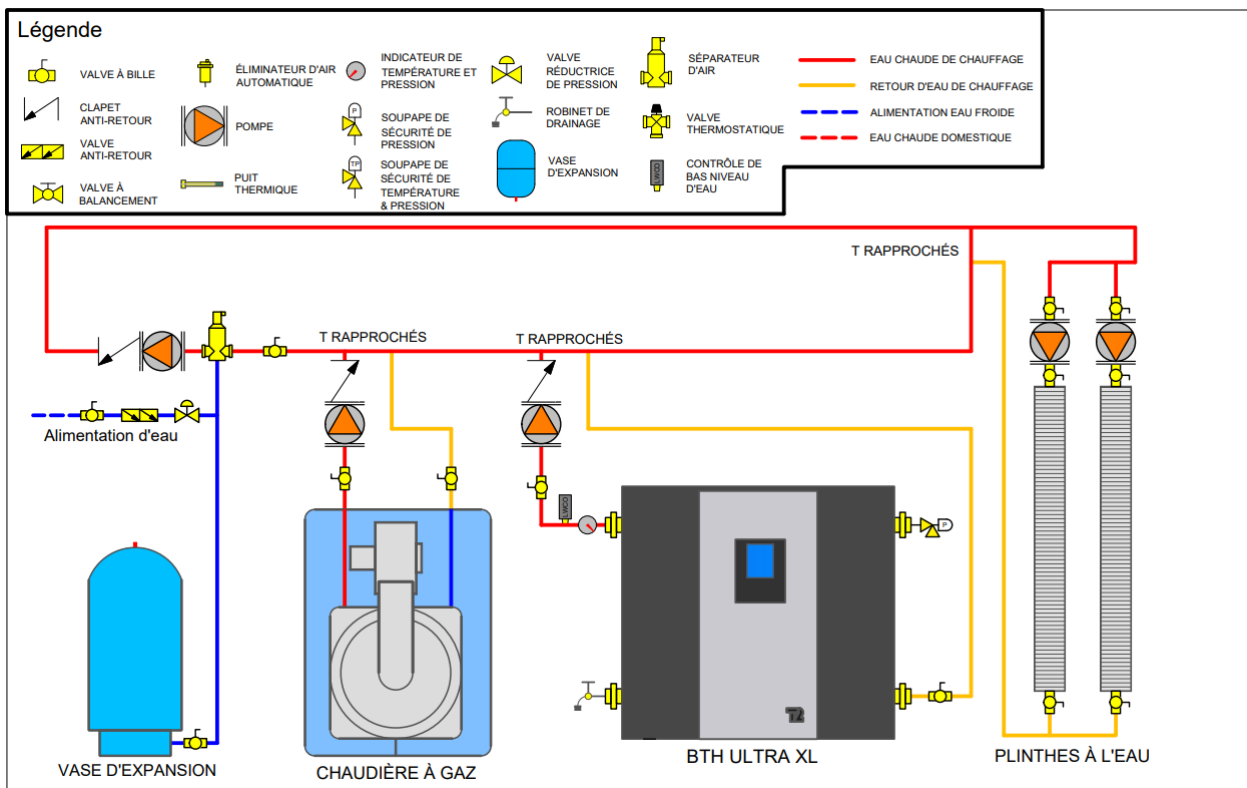 Légende
VALVE À BILLE
CLAPET
ANTI-RETOUR
VALVE
ANTI-RETOUR
VALVE À
BALANCEMENT
ÉLIMINATEUR D'AIR
AUTOMATIQUE
POMPE
PUIT
THERMIQUE
INDICATEUR DE
TEMPÉRATURE ET
PRESSION
P
SOUPAPE DE
SÉCURITÉ DE
PRESSION
TP
SOUPAPE DE
SÉCURITÉ DE
TEMPÉRATURE
& PRESSION
VALVE
RÉDUCTRICE
DE PRESSION
ROBINET DE
DRAINAGE
VASE
D'EXPANSION
SÉPARATEUR
D'AIR
VALVE
THERMOSTATIQUE
LWCO
CONTRÔLE DE
BAS NIVEAU
D'EAU
EAU CHAUDE DE CHAUFFAGE
RETOUR D'EAU DE CHAUFFAGE
ALIMENTATION EAU FROIDE
EAU CHAUDE DOMESTIQUE
T RAPPROCHÉS
T RAPPROCHÉS
T RAPPROCHÉS
Alimentation d'eau
LWCO
P
T2
VASE D'EXPANSION
CHAUDIÈRE À GAZ
BTH ULTRA XL
PLINTHES À L'EAU